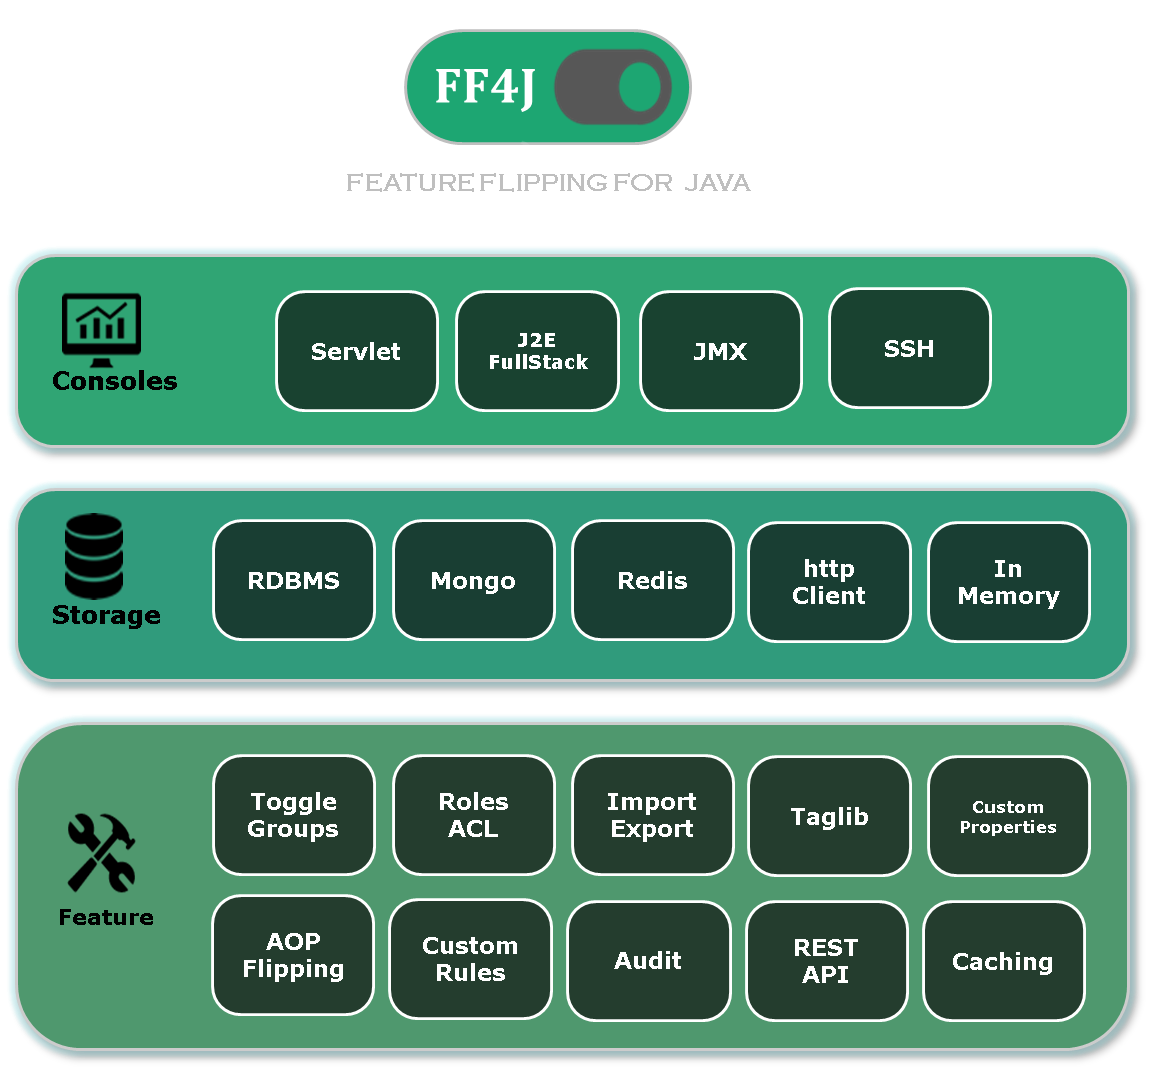 FF4J
FEATURE FLIPPING FOR JAVA
Consoles
Servlet
J2E
FullStack
JMX
SSH
Storage
RDBMS
Mongo
Redis
http
Client
In
Memory
Feature
Toggle
Groups
Roles
ACL
Import
Export
Taglib
Custom
Properties
AOP
Flipping
Custom
Rules
Audit
REST
API
Caching